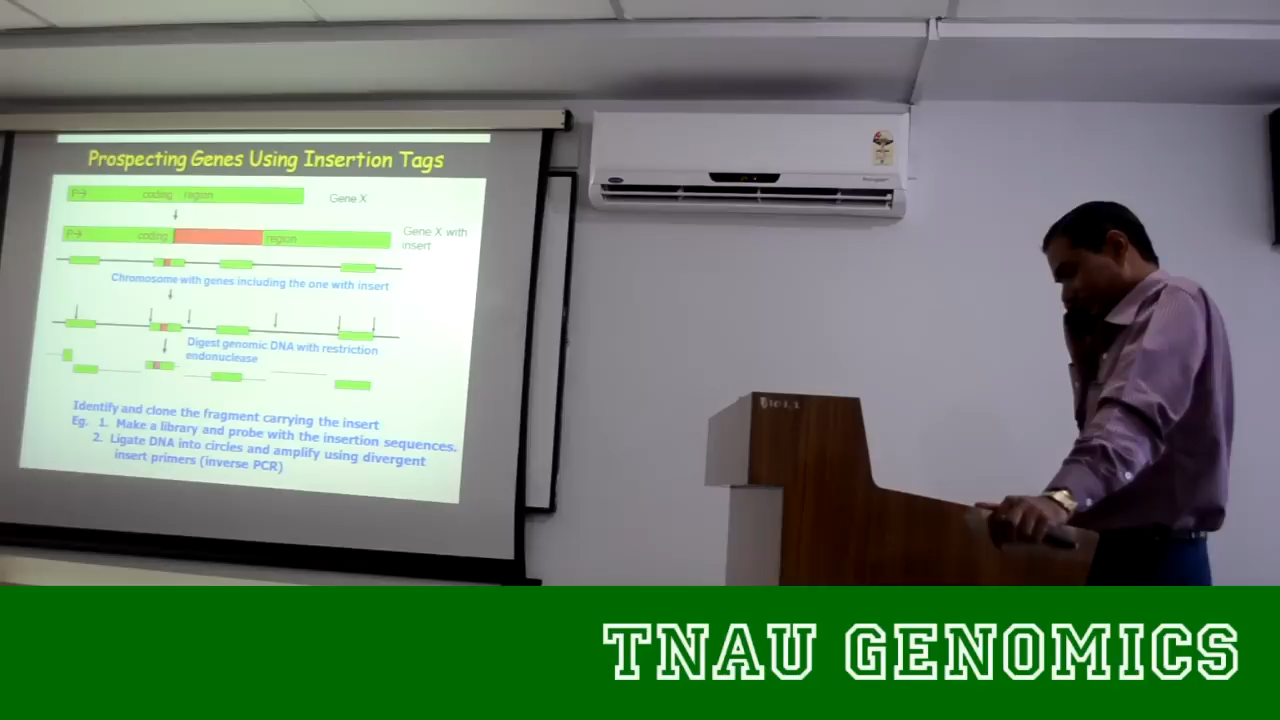 Prospecting Genes Using Insertion Tags
P→ coding region Gene X
P→ coding region Gene X with
insert
Chromosome with genes including the one with insert
Digest genomic DNA with restriction
endonuclease
Identify and clone the fragment carrying the insert
Eg. 1. Make a library and probe with the insertion sequences.
2. Ligate DNA into circles and amplify using divergent
insert primers (inverse PCR)
TNAU GENOMICS